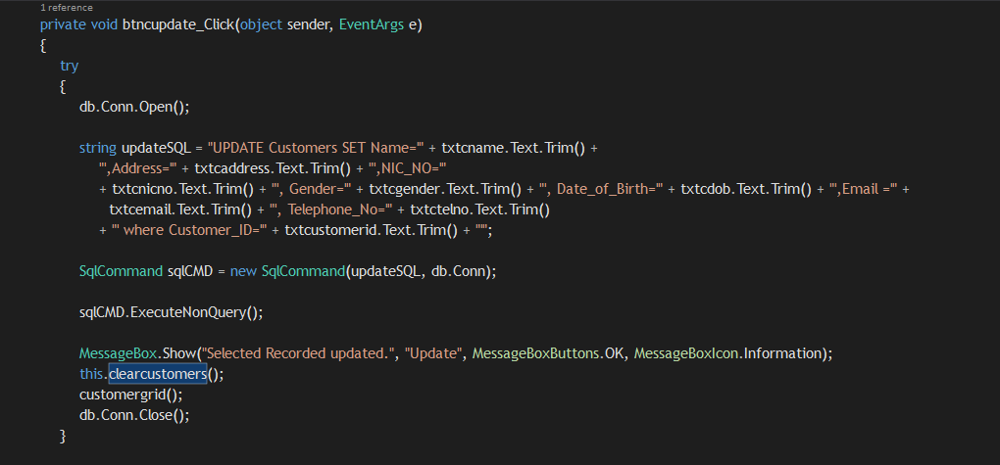 1 reference
private void btncupdate_Click(object sender, EventArgs e)
{
try
{
db.Conn.Open();
string updateSQL = "UPDATE Customers SET Name='" + txtcname.Text.Trim() +
"',Address='" + txtcaddress.Text.Trim() + "',NIC_NO='"
+ txtcnicno.Text.Trim() + "', Gender='" + txtcgender.Text.Trim() + "', Date_of_Birth='" + txtcdob.Text.Trim() + "',Email ='" +
txtcemail.Text.Trim() + "', Telephone_No='" + txtctelno.Text.Trim()
+ "' where Customer_ID='" + txtcustomerid.Text.Trim() + "'";
SqlCommand sqlCMD = new SqlCommand(updateSQL, db.Conn);
sqlCMD.ExecuteNonQuery();
MessageBox.Show("Selected Recorded updated.", "Update", MessageBoxButtons.OK, MessageBoxIcon.Information);
this.clearcustomers();
customergrid();
db.Conn.Close();
}